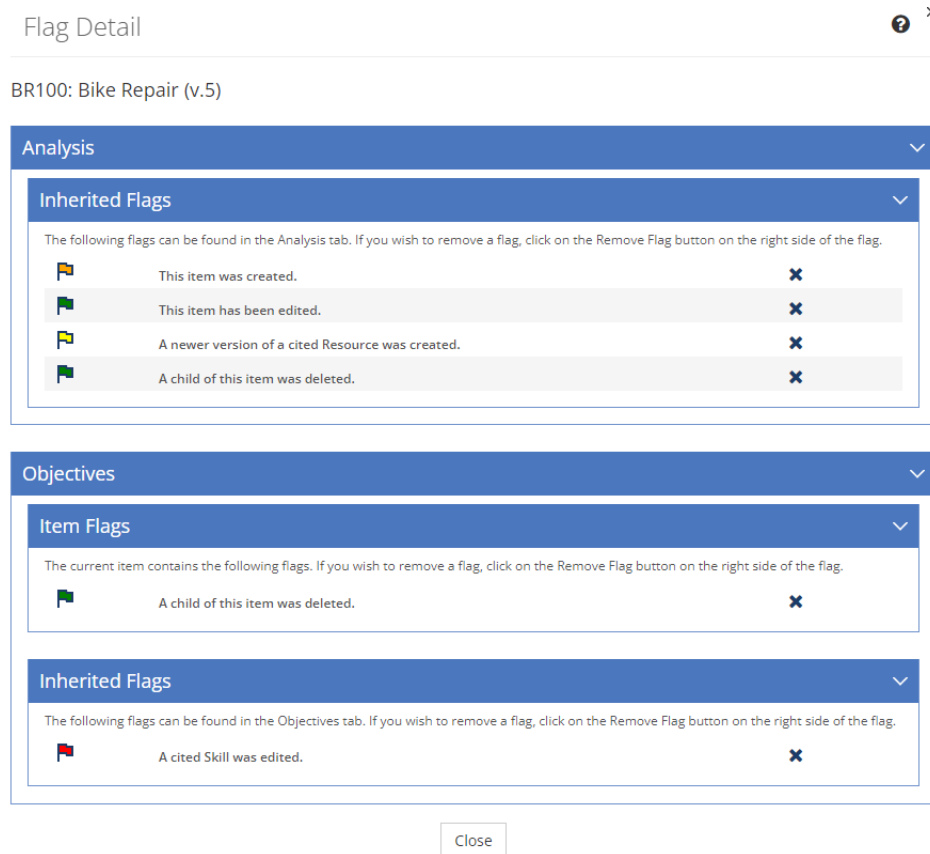 Flag Detail
BR100: Bike Repair (v.5)
Analysis
Inherited Flags
The following flags can be found in the Analysis tab. If you wish to remove a flag, click on the Remove Flag button on the right side of the flag.
This item was created.
This item has been edited.
A newer version of a cited Resource was created.
A child of this item was deleted.
Objectives
Item Flags
The current item contains the following flags. If you wish to remove a flag, click on the Remove Flag button on the right side of the flag.
A child of this item was deleted.
Inherited Flags
The following flags can be found in the Objectives tab. If you wish to remove a flag, click on the Remove Flag button on the right side of the flag.
A cited Skill was edited.
Close